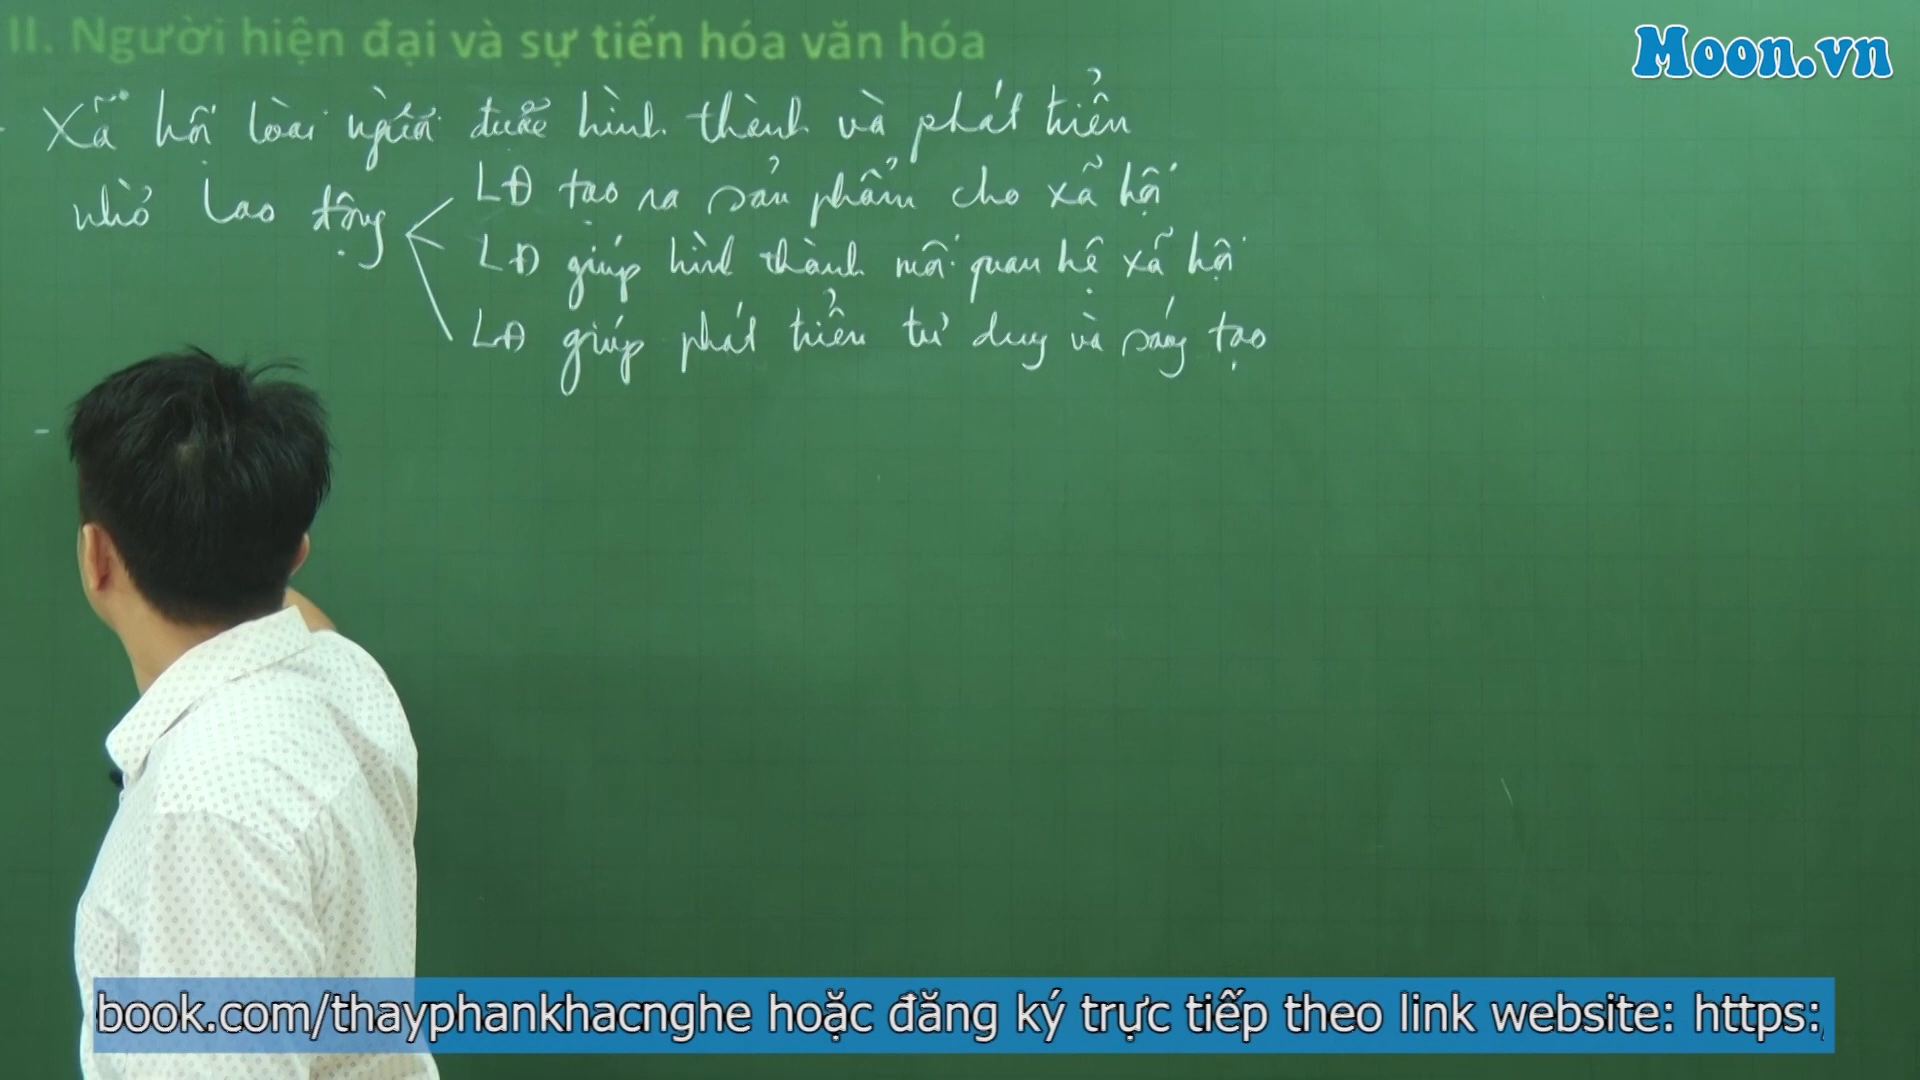 II. Người hiện đại và sự tiến hóa văn hóa
Moon.vn
- Xã hội loài người được hình thành và phát triển
nhờ lao động
LĐ tạo ra sản phẩm cho xã hội
LĐ giúp hình thành mối quan hệ xã hội
LĐ giúp phát triển tư duy và sáng tạo
-
book.com/thayphankhacnghe hoặc đăng ký trực tiếp theo link website: https:/